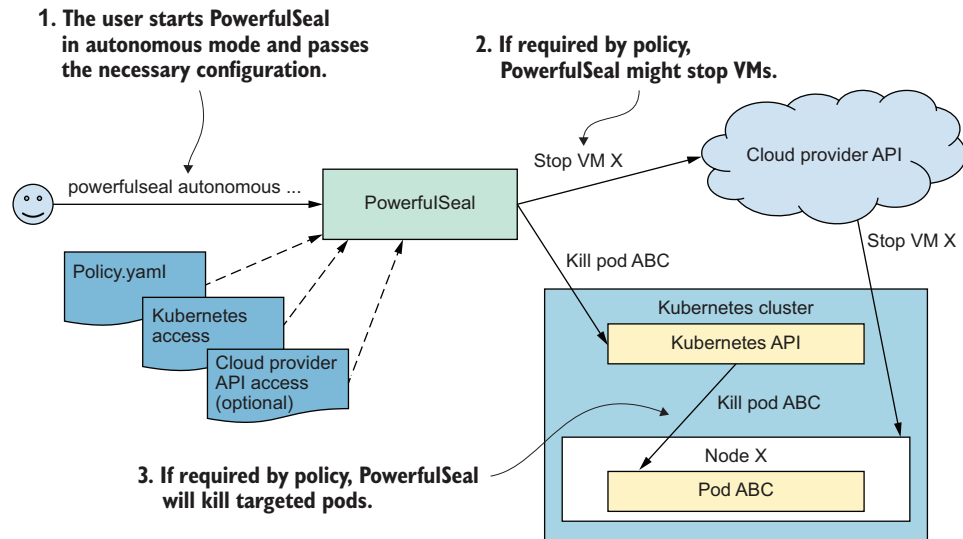 1. The user starts PowerfulSeal
in autonomous mode and passes
the necessary configuration.
2. If required by policy,
PowerfulSeal might stop VMs.
Stop VM X
Cloud provider API
powerfulseal autonomous ...
PowerfulSeal
Stop VM X
Kill pod ABC
Policy.yaml
Kubernetes
access
Cloud provider
API access
(optional)
Kubernetes cluster
Kubernetes API
Kill pod ABC
Node X
Pod ABC
3. If required by policy, PowerfulSeal
will kill targeted pods.